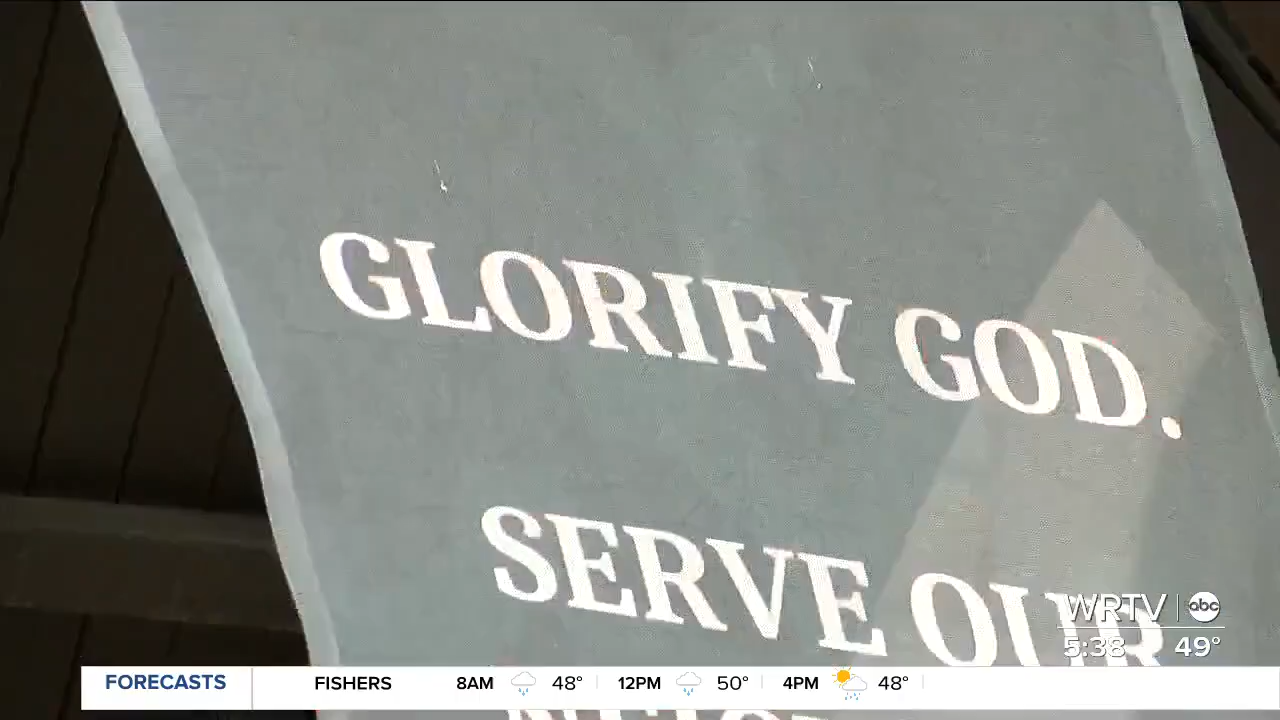 GLORIFY GOD.
SERVE OUR
WRTV abc
5:38 49°
FORECASTS FISHERS 8AM 48° 12PM 50° 4PM 48°